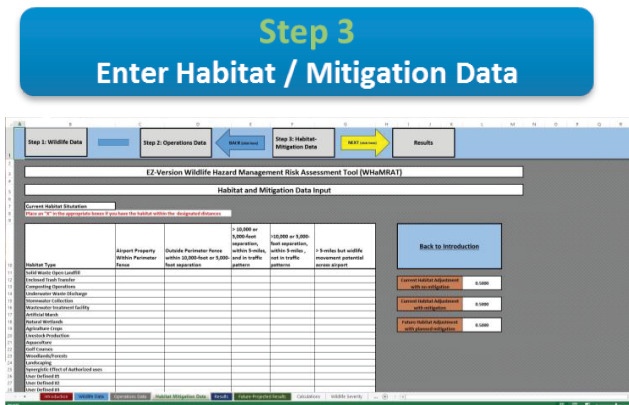 Step 3
Enter Habitat / Mitigation Data
Step 1: Wildlife Data
Step 2: Operations Data
BACK
Step 3: Habitat-
Mitigation Data
NEXT
Results
EZ-Version Wildlife Hazard Management Risk Assessment Tool (WHaMRAT)
Habitat and Mitigation Data Input
Current Habitat Situtation
Place an "X" in the appropriate boxes if you have the habitat within the designated distances
Habitat Type
Airport Property
Within Perimeter
Fence
Outside Perimeter Fence
within 10,000-foot or 5,000-
foot separation
> 10,000 or
5,000-foot
separation,
within 5-miles,
and in traffic
pattern
>10,000 or 5,000-
foot separation,
within 5-miles,
not in traffic
patterns
> 5-miles but wildlife
movement potential
across airport
Back to Introduction
Solid Waste Open Landfill
Enclosed Trash Transfer
Composting Operations
Underwater Waste Discharge
Stormwater Collection
Wastewater Treatment Facility
Artificial Marsh
Natural Wetlands
Agriculture Crops
Livestock Production
Aquaculture
Golf Courses
Woodlands/Forests
Landscaping
Synergistic Effect of Authorized uses
User Defined #1
User Defined #2
User Defined #3
Current Habitat Adjustment
with no mitigation
0.5000
Current Habitat Adjustment
with mitigation
0.5000
Future Habitat Adjustment
with planned mitigation
0.5000
Introduction
Wildlife Data
Operations Data
Habitat Mitigation Data
Results
Future-Projected Results
Calculations
Wildlife Severity